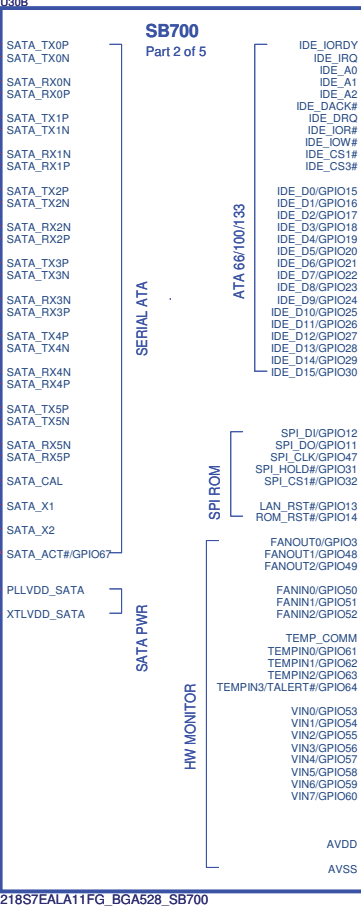 U30B
SB700
Part 2 of 5
SATA_TX0P
SATA_TX0N
SATA_RX0N
SATA_RX0P
SATA_TX1P
SATA_TX1N
SATA_RX1N
SATA_RX1P
SATA_TX2P
SATA_TX2N
SATA_RX2N
SATA_RX2P
SATA_TX3P
SATA_TX3N
SATA_RX3N
SATA_RX3P
SATA_TX4P
SATA_TX4N
SATA_RX4N
SATA_RX4P
SATA_TX5P
SATA_TX5N
SATA_RX5N
SATA_RX5P
SATA_CAL
SATA_X1
SATA_X2
SATA_ACT#/GPIO67
PLLVDD_SATA
XTLVDD_SATA
SERIAL ATA
SATA PWR
ATA 66/100/133
SPI ROM
HW MONITOR
IDE_IORDY
IDE_IRQ
IDE_A0
IDE_A1
IDE_A2
IDE_DACK#
IDE_DRQ
IDE_IOR#
IDE_IOW#
IDE_CS1#
IDE_CS3#
IDE_D0/GPIO15
IDE_D1/GPIO16
IDE_D2/GPIO17
IDE_D3/GPIO18
IDE_D4/GPIO19
IDE_D5/GPIO20
IDE_D6/GPIO21
IDE_D7/GPIO22
IDE_D8/GPIO23
IDE_D9/GPIO24
IDE_D10/GPIO25
IDE_D11/GPIO26
IDE_D12/GPIO27
IDE_D13/GPIO28
IDE_D14/GPIO29
IDE_D15/GPIO30
SPI_DI/GPIO12
SPI_DO/GPIO11
SPI_CLK/GPIO47
SPI_HOLD#/GPIO31
SPI_CS1#/GPIO32
LAN_RST#/GPIO13
ROM_RST#/GPIO14
FANOUT0/GPIO3
FANOUT1/GPIO48
FANOUT2/GPIO49
FANIN0/GPIO50
FANIN1/GPIO51
FANIN2/GPIO52
TEMP_COMM
TEMPIN0/GPIO61
TEMPIN1/GPIO62
TEMPIN2/GPIO63
TEMPIN3/TALERT#/GPIO64
VIN0/GPIO53
VIN1/GPIO54
VIN2/GPIO55
VIN3/GPIO56
VIN4/GPIO57
VIN5/GPIO58
VIN6/GPIO59
VIN7/GPIO60
AVDD
AVSS
218S7EALA11FG_BGA528_SB700